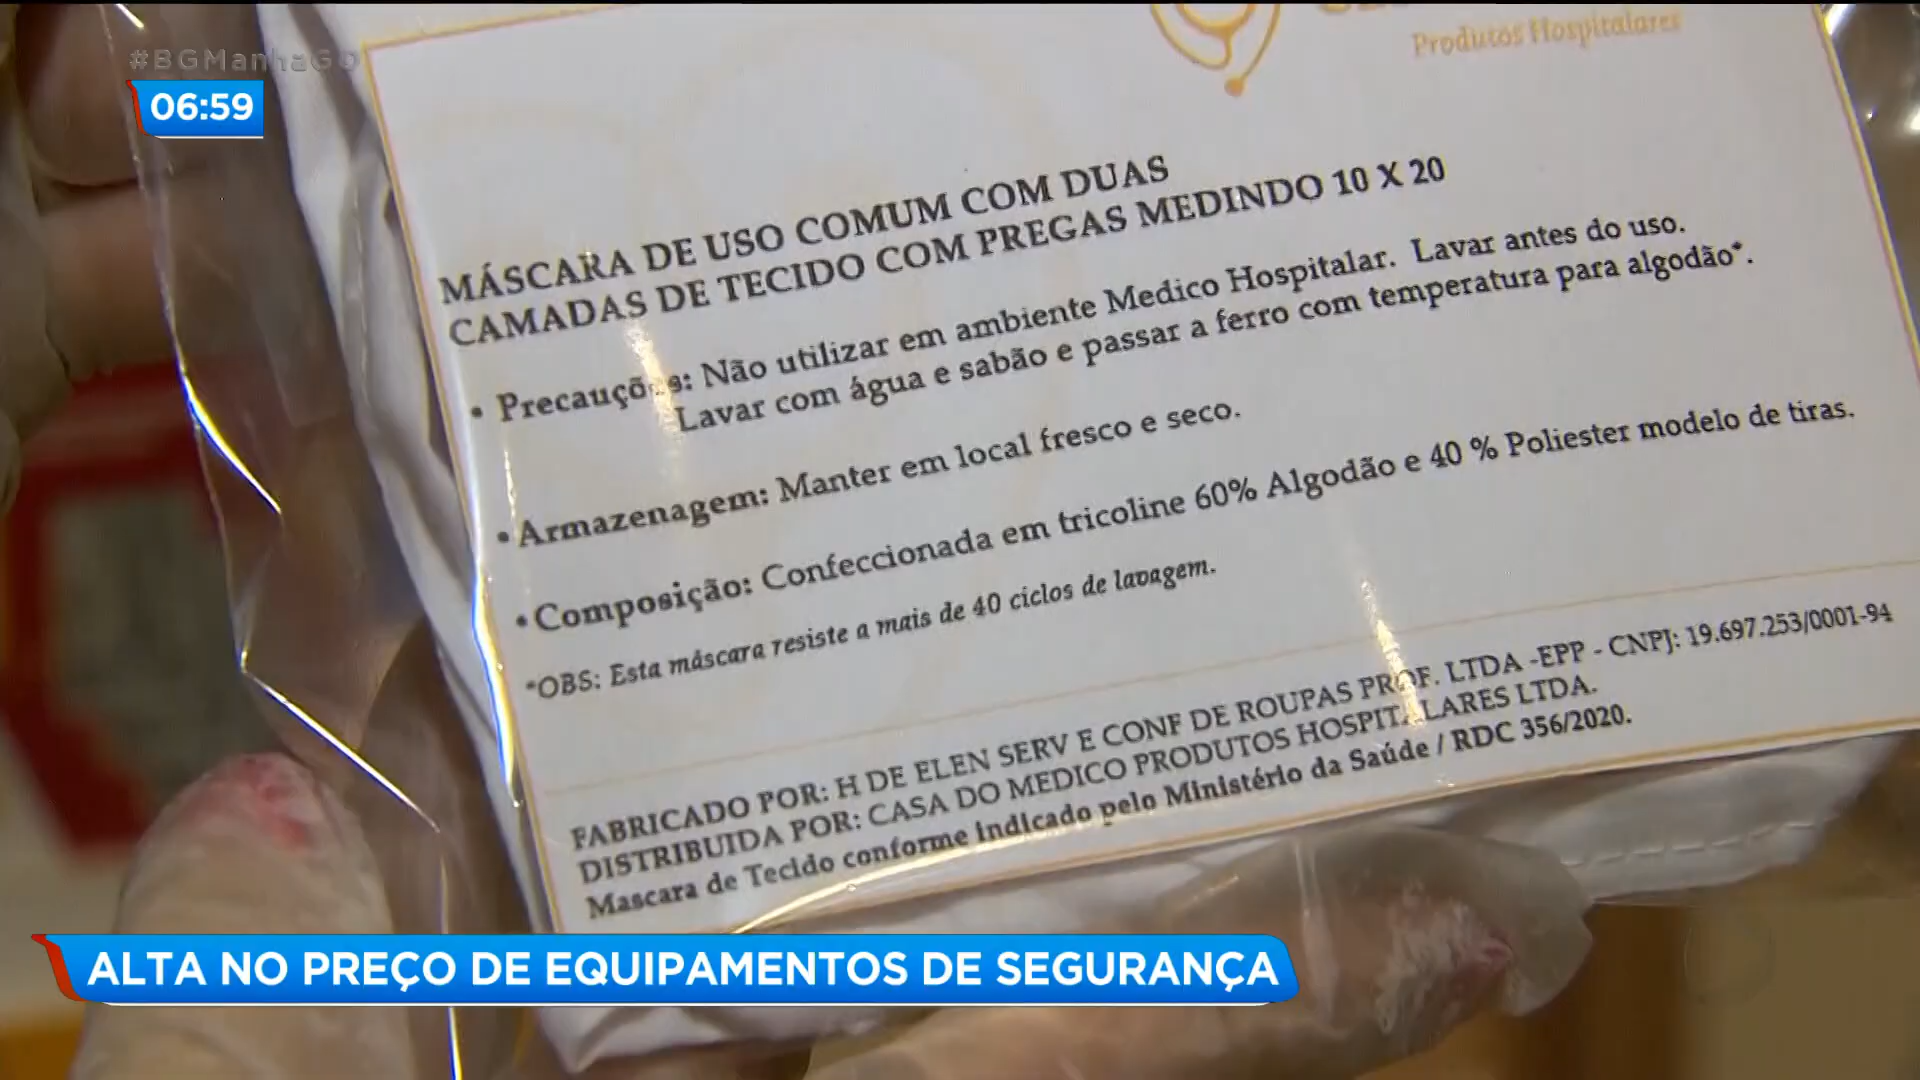 #BGManhaGO
06:59
Produtos Hospitalares
MÁSCARA DE USO COMUM COM DUAS
CAMADAS DE TECIDO COM PREGAS MEDINDO 10 X 20
• Precauções: Não utilizar em ambiente Medico Hospitalar. Lavar antes do uso.
Lavar com água e sabão e passar a ferro com temperatura para algodão*.
• Armazenagem: Manter em local fresco e seco.
• Composição: Confeccionada em tricoline 60% Algodão e 40 % Poliester modelo de tiras.
*OBS: Esta máscara resiste a mais de 40 ciclos de lavagem.
FABRICADO POR: H DE ELEN SERV E CONF DE ROUPAS PROF. LTDA -EPP - CNPJ: 19.697.253/0001-94
DISTRIBUIDA POR: CASA DO MEDICO PRODUTOS HOSPITALARES LTDA.
Mascara de Tecido conforme indicado pelo Ministério da Saúde / RDC 356/2020.
ALTA NO PREÇO DE EQUIPAMENTOS DE SEGURANÇA